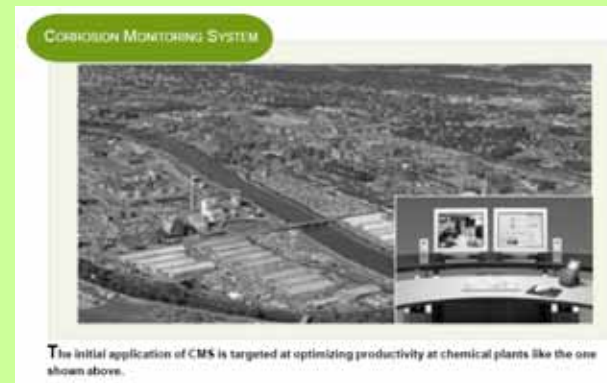 CORROSION MONITORING SYSTEM
The initial application of CMS is targeted at optimizing productivity at chemical plants like the one
shown above.